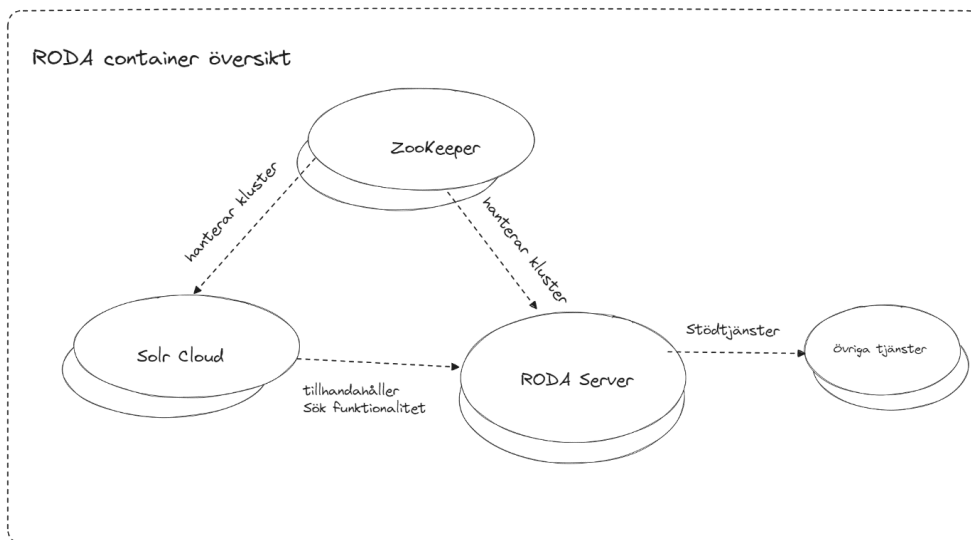 RODA container översikt
ZooKeeper
hanterar kluster
hanterar kluster
Solr Cloud
tillhandahåller
Sök funktionalitet
RODA Server
Stödtjänster
övriga tjänster